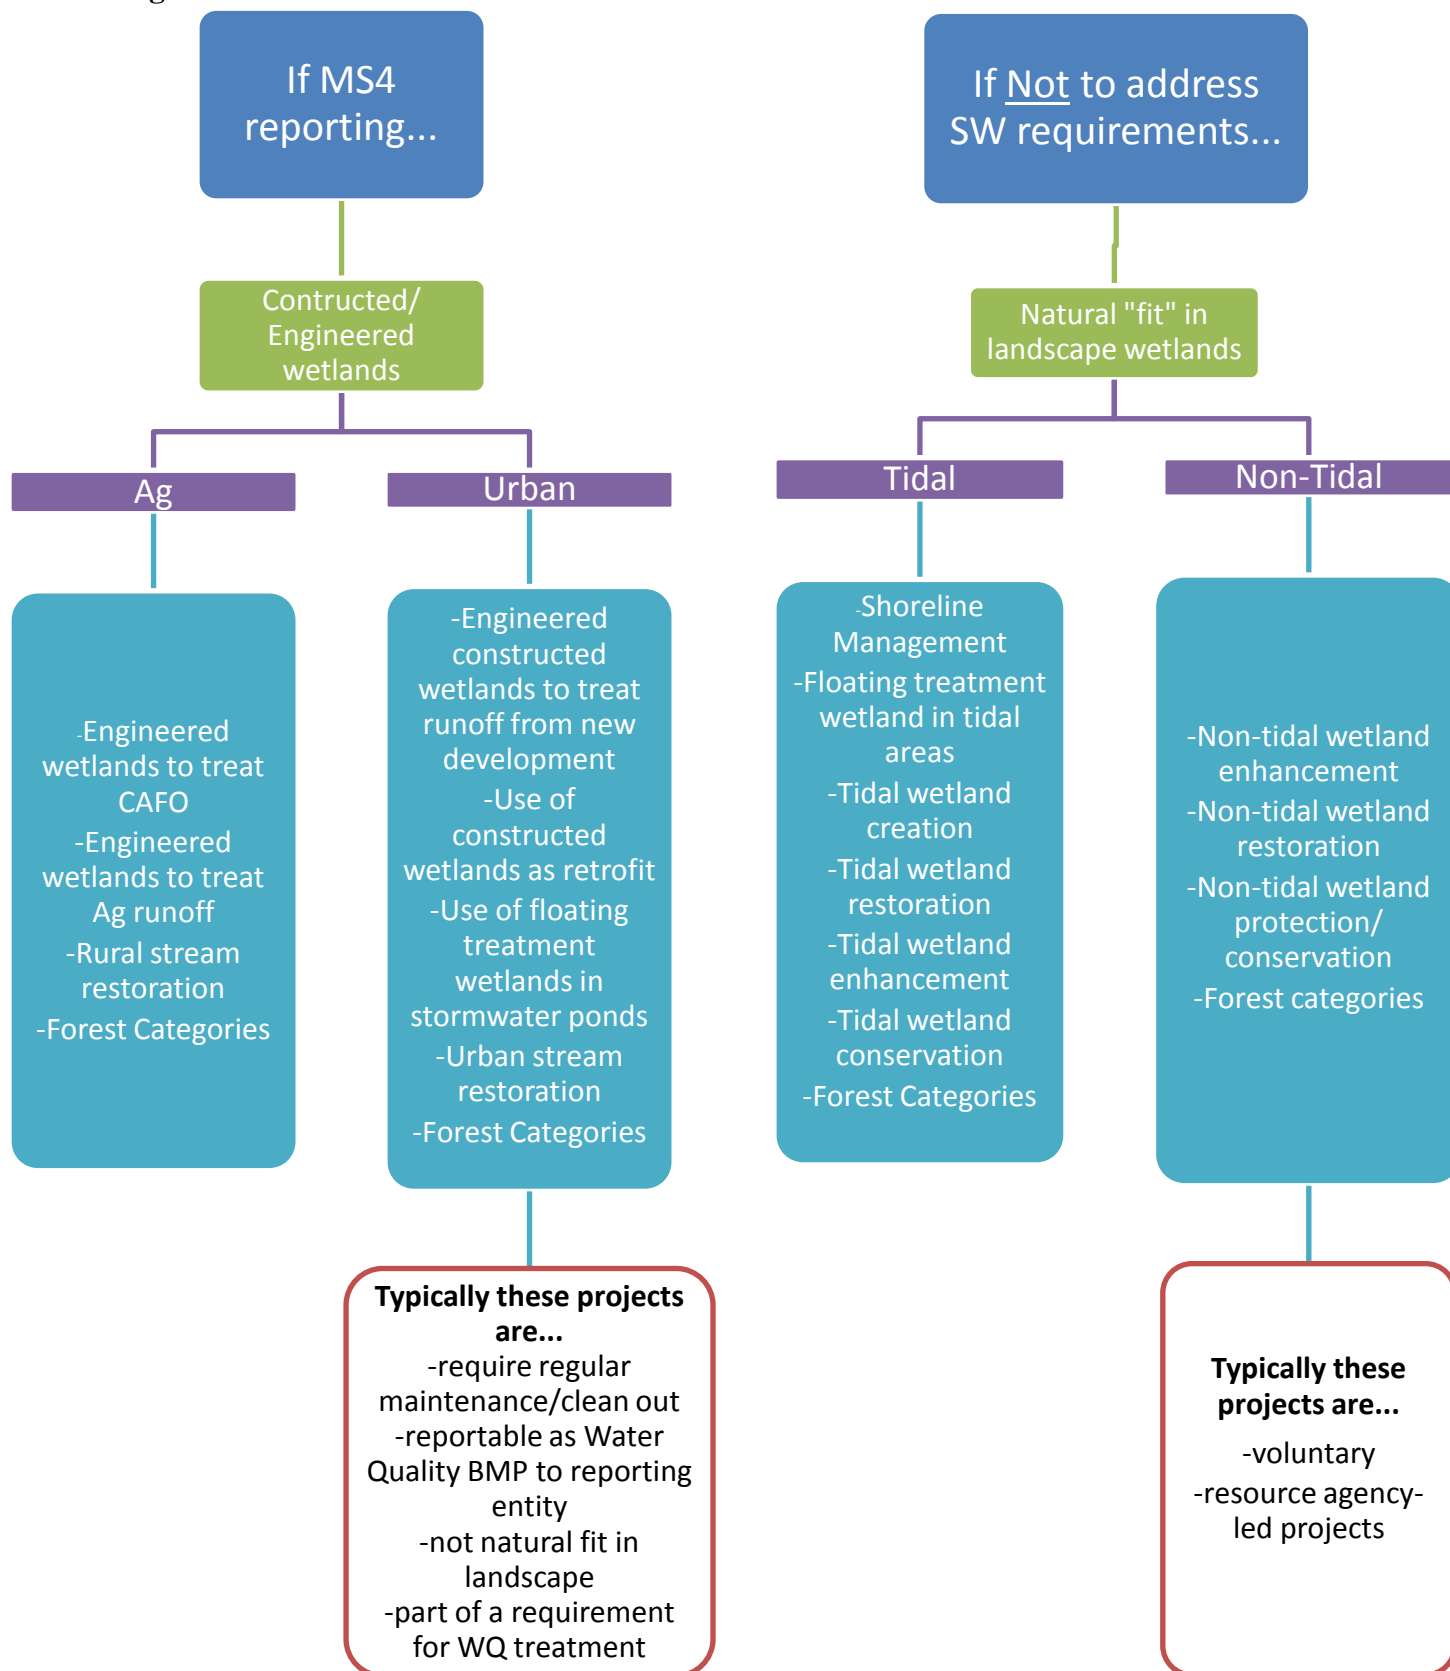 If MS4
reporting...
Contructed/
Engineered
wetlands
Ag
-Engineered
wetlands to treat
CAFO
-Engineered
wetlands to treat
Ag runoff
-Rural stream
restoration
-Forest Categories
Urban
-Engineered
constructed
wetlands to treat
runoff from new
development
-Use of
constructed
wetlands as retrofit
-Use of floating
treatment
wetlands in
stormwater ponds
-Urban stream
restoration
-Forest Categories
Typically these projects
are...
-require regular
maintenance/clean out
-reportable as Water
Quality BMP to reporting
entity
-not natural fit in
landscape
-part of a requirement
for WQ treatment
If Not to address
SW requirements...
Natural "fit" in
landscape wetlands
Tidal
-Shoreline
Management
-Floating treatment
wetland in tidal
areas
-Tidal wetland
creation
-Tidal wetland
restoration
-Tidal wetland
enhancement
-Tidal wetland
conservation
-Forest Categories
Non-Tidal
-Non-tidal wetland
enhancement
-Non-tidal wetland
restoration
-Non-tidal wetland
protection/
conservation
-Forest categories
Typically these
projects are...
-voluntary
-resource agency-
led projects